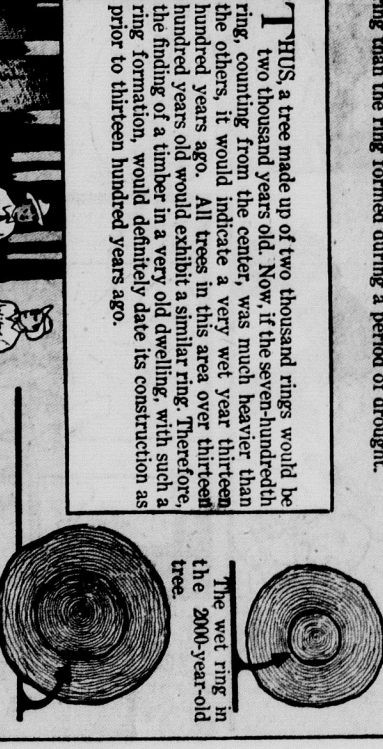 ring than the ring formed during a period of drought.
THUS, a tree made up of two thousand rings would be
two thousand years old. Now, if the seven-hundredth
ring, counting from the center, was much heavier than
the others, it would indicate a very wet year thirteen
hundred years ago. All trees in this area over thirteen
hundred years old would exhibit a similar ring. Therefore,
the finding of a timber in a very old dwelling, with such a
ring formation, would definitely date its construction as
prior to thirteen hundred years ago.
The wet ring in
the 2000-year-old
tree.